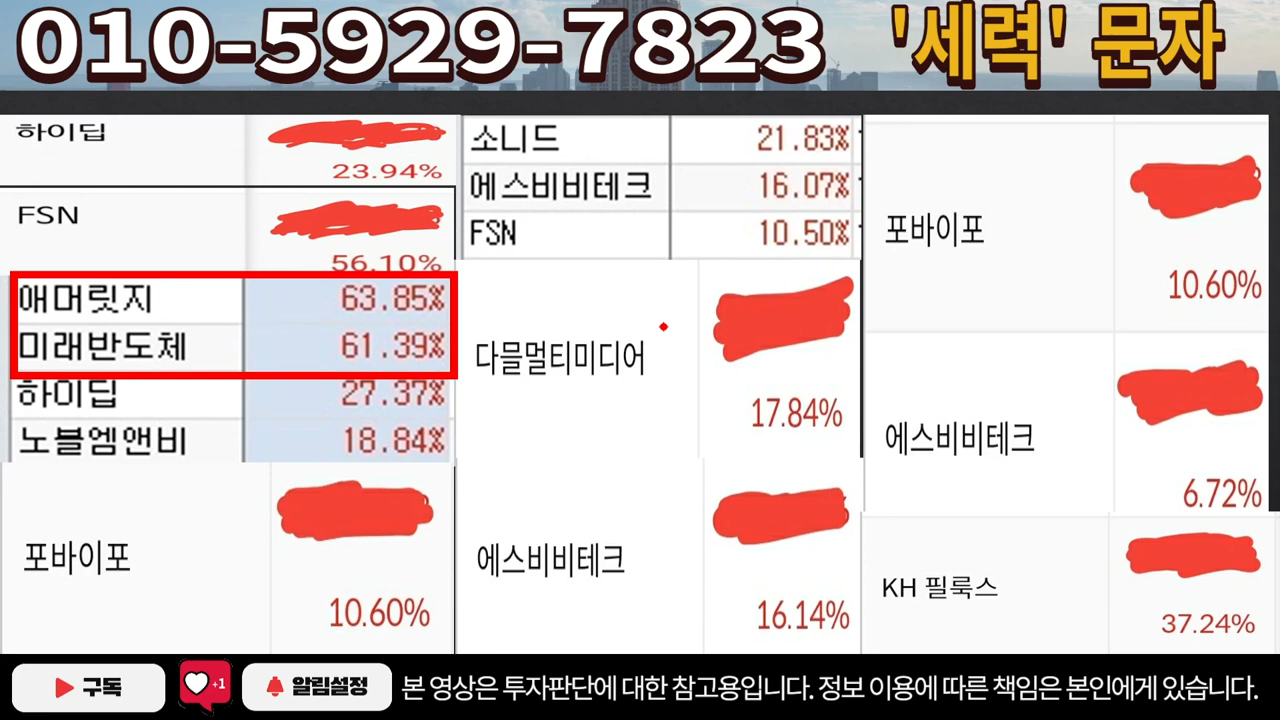 010-5929-7823 '세력' 문자
하이딥
23.94%
FSN
56.10%
애머릿지 63.85%
미래반도체 61.39%
하이딥 27.37%
노블엠앤비 18.84%
포바이포
10.60%
소니드 21.83%
에스비비테크 16.07%
FSN 10.50%
다믈멀티미디어
17.84%
에스비비테크
16.14%
포바이포
10.60%
에스비비테크
6.72%
KH 필룩스
37.24%
구독 +1 알림설정 본 영상은 투자판단에 대한 참고용입니다. 정보 이용에 따른 책임은 본인에게 있습니다.